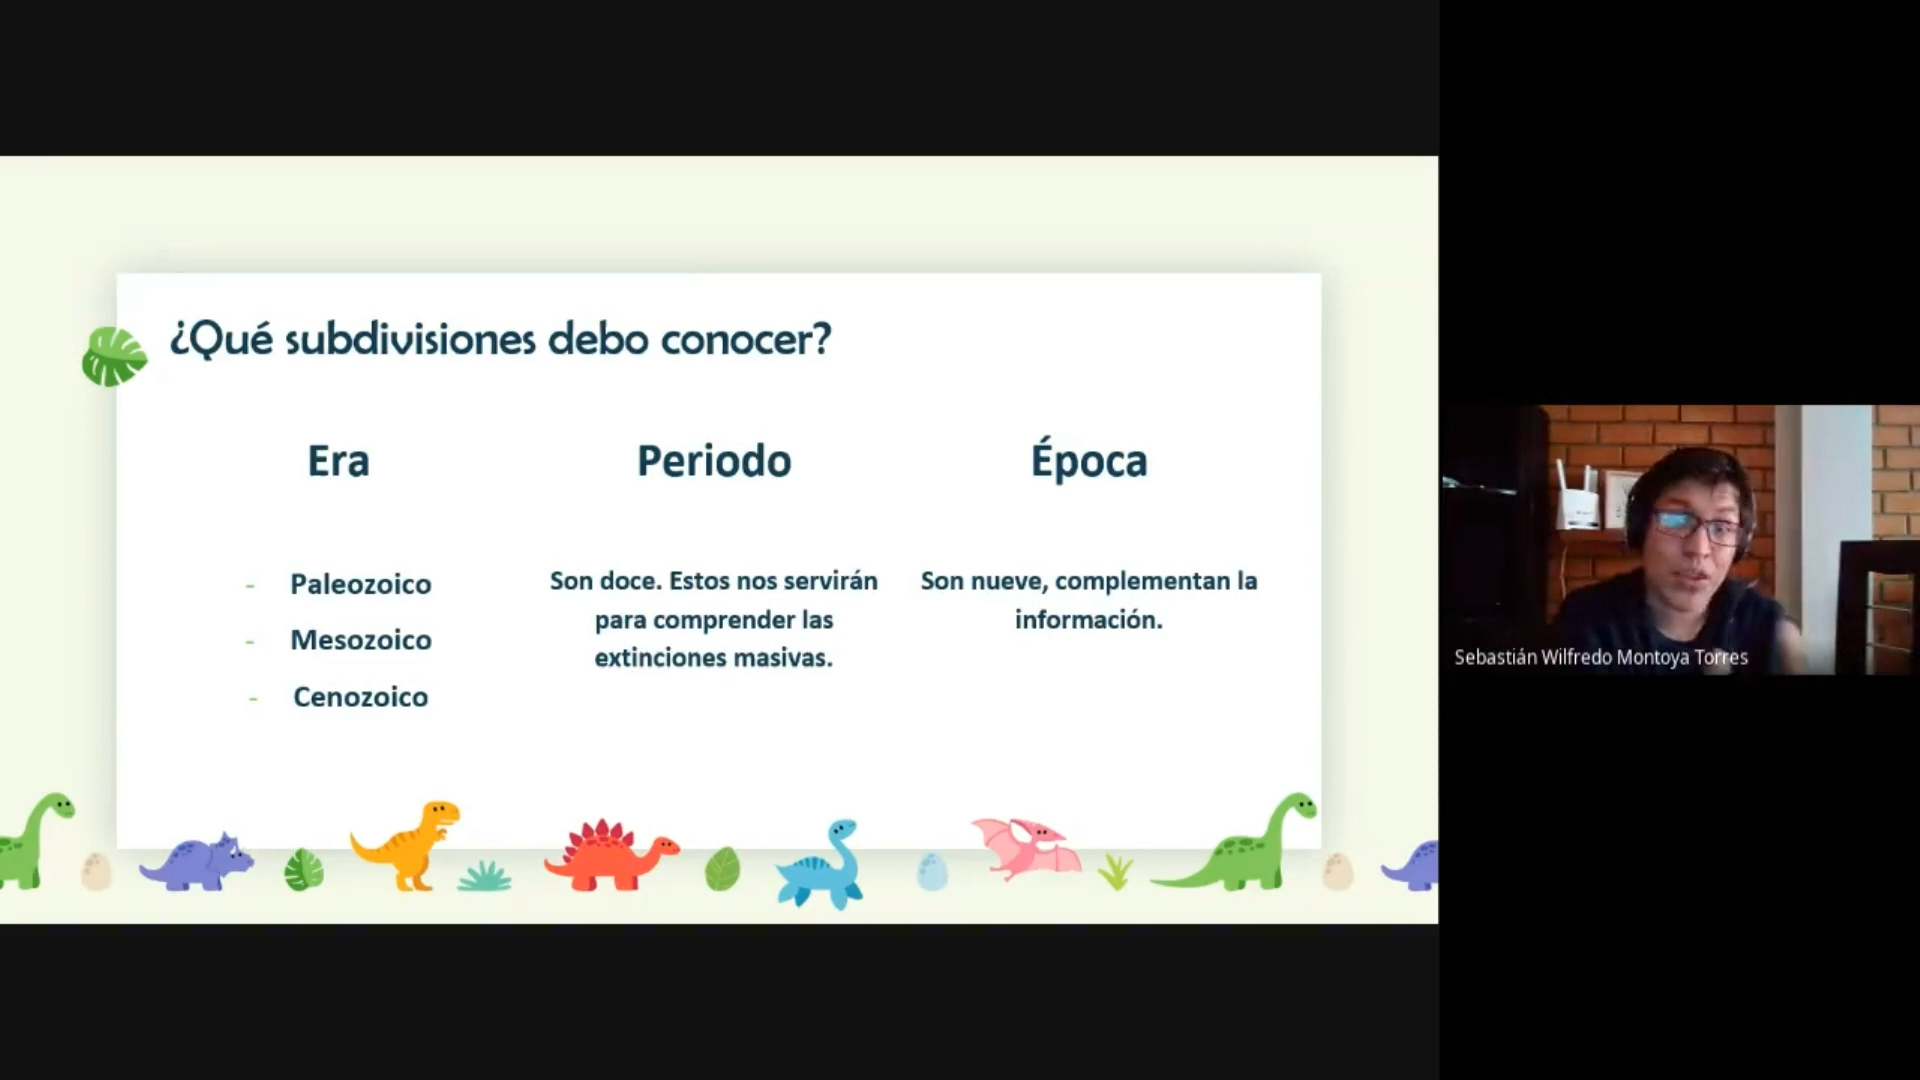 ¿Qué subdivisiones debo conocer?
Era
Periodo
Época
- Paleozoico
- Mesozoico
- Cenozoico
Son doce. Estos nos servirán
para comprender las
extinciones masivas.
Son nueve, complementan la
información.
Sebastián Wilfredo Montoya Torres